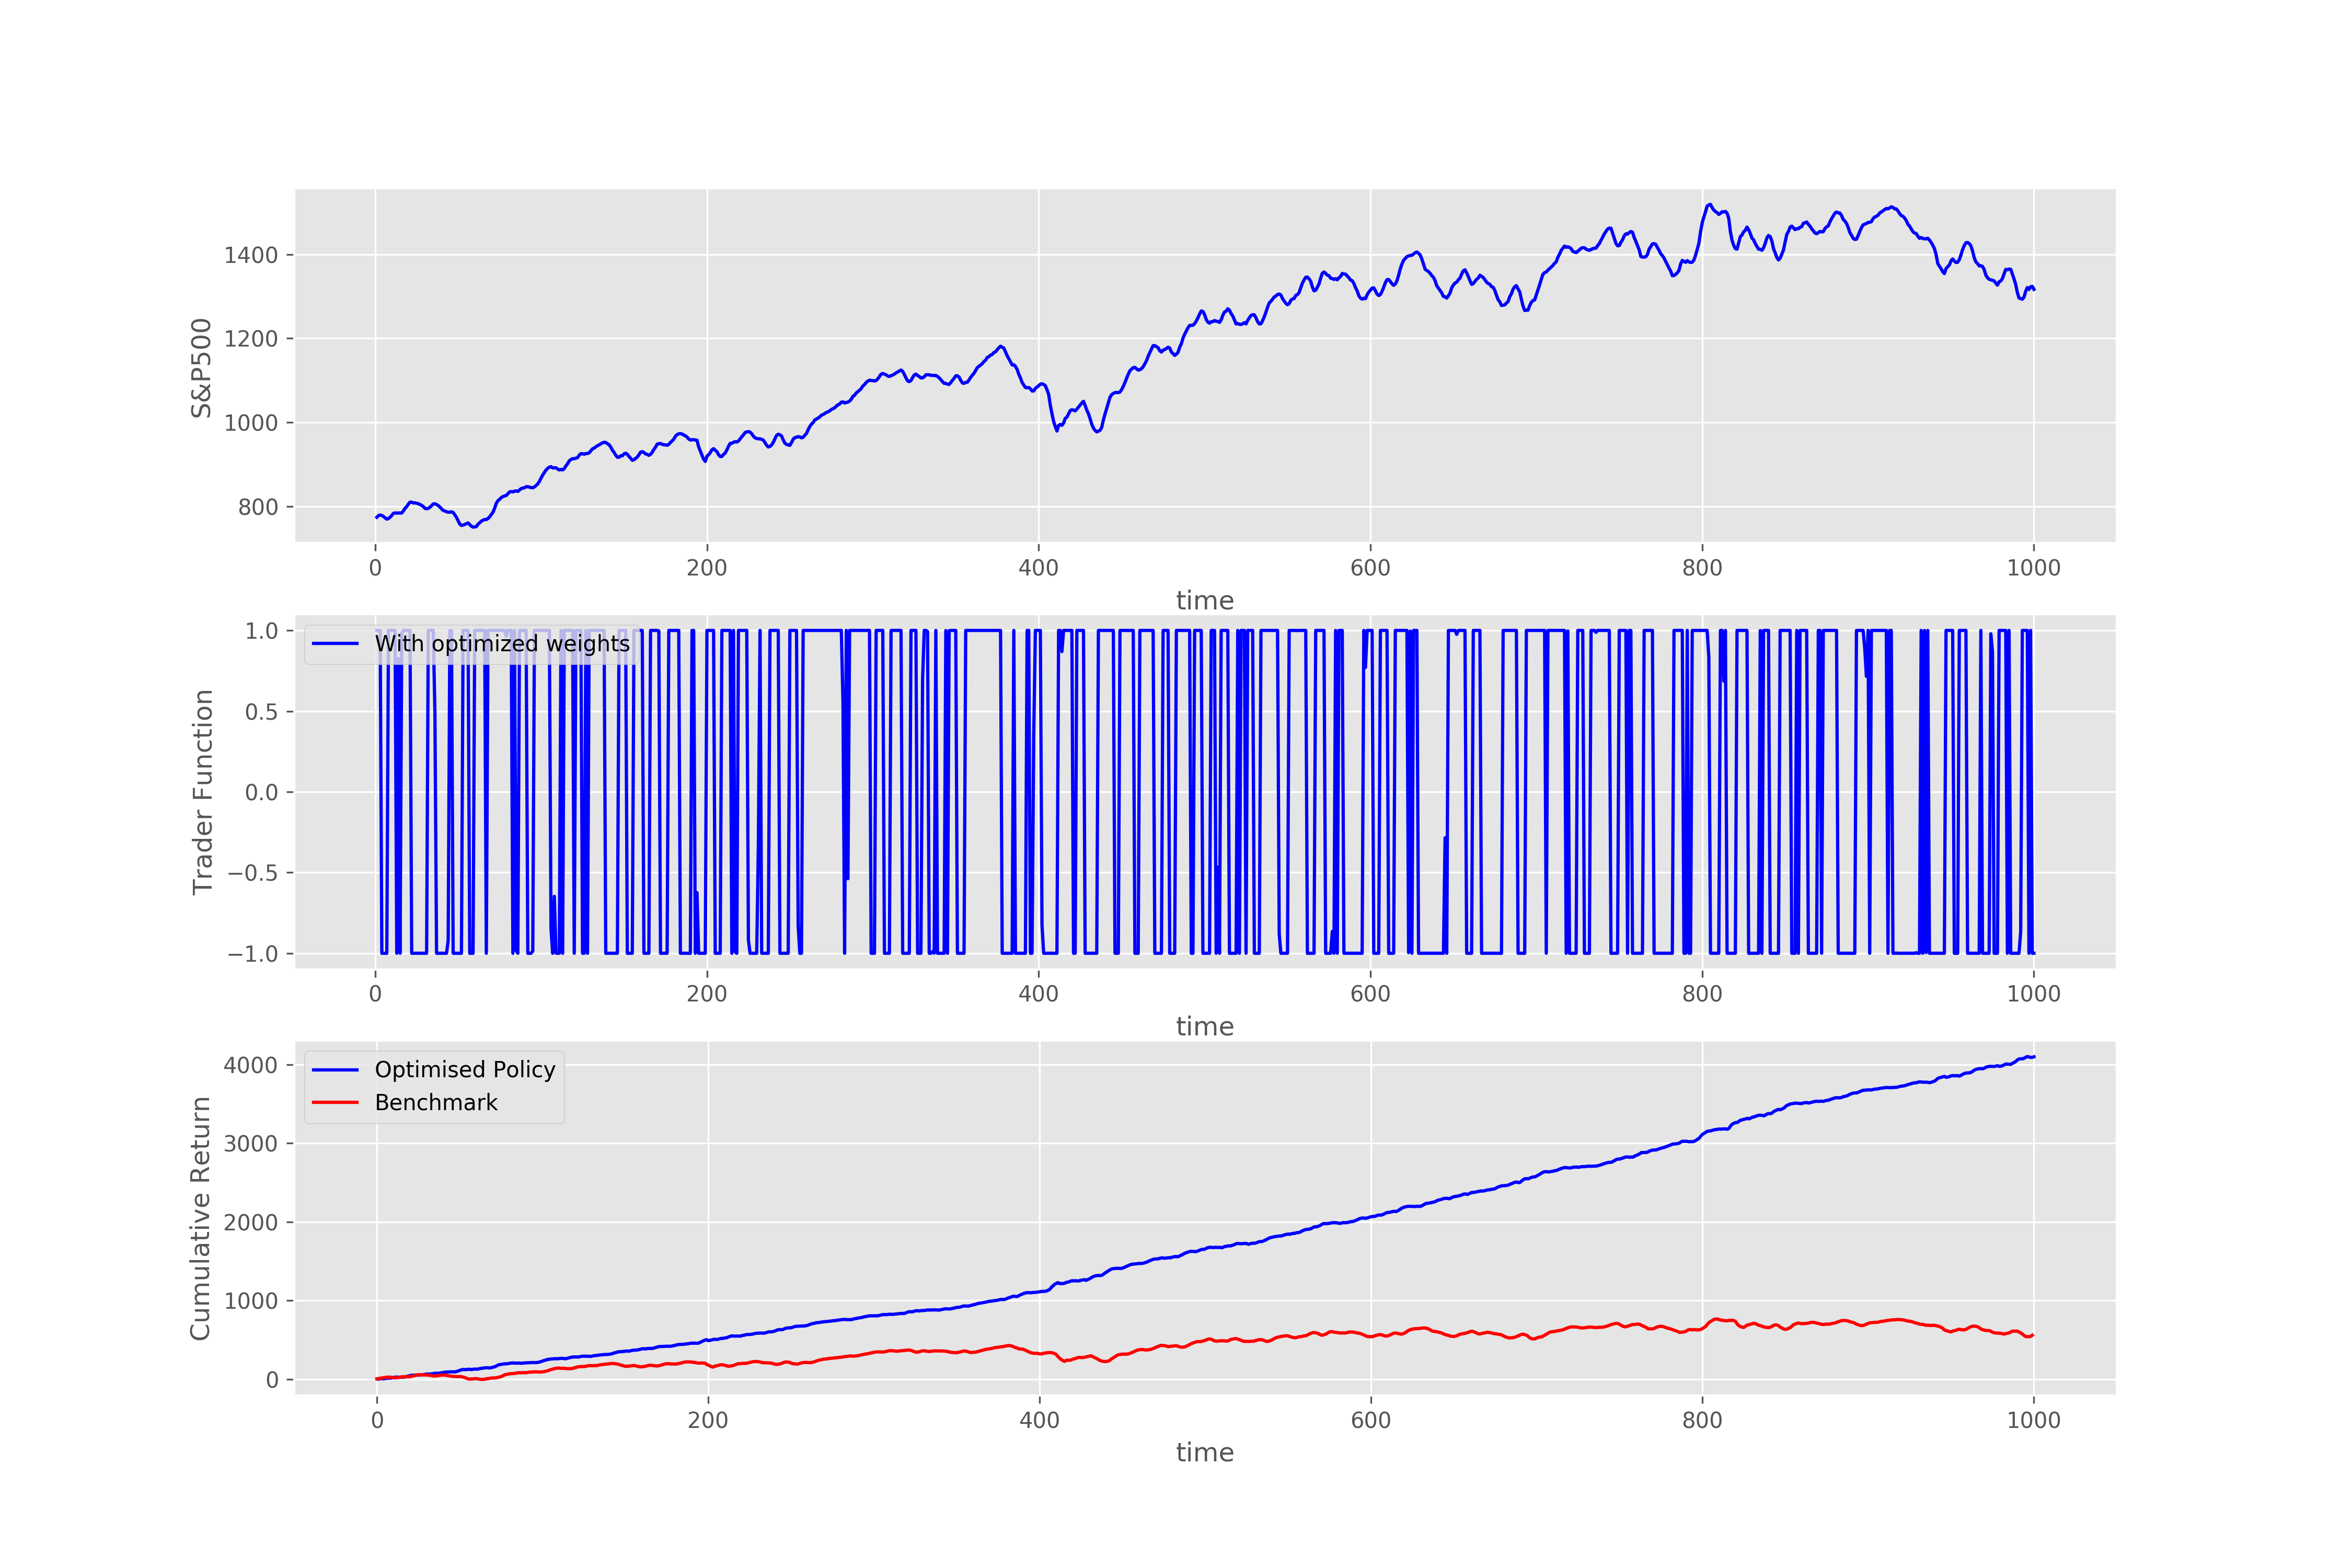 S&P500
1400
1200
1000
800
0 200 400 600 800 1000
time
With optimized weights
Trader Function
1.0
0.5
0.0
−0.5
−1.0
0 200 400 600 800 1000
time
Optimised Policy
Benchmark
Cumulative Return
4000
3000
2000
1000
0
0 200 400 600 800 1000
time